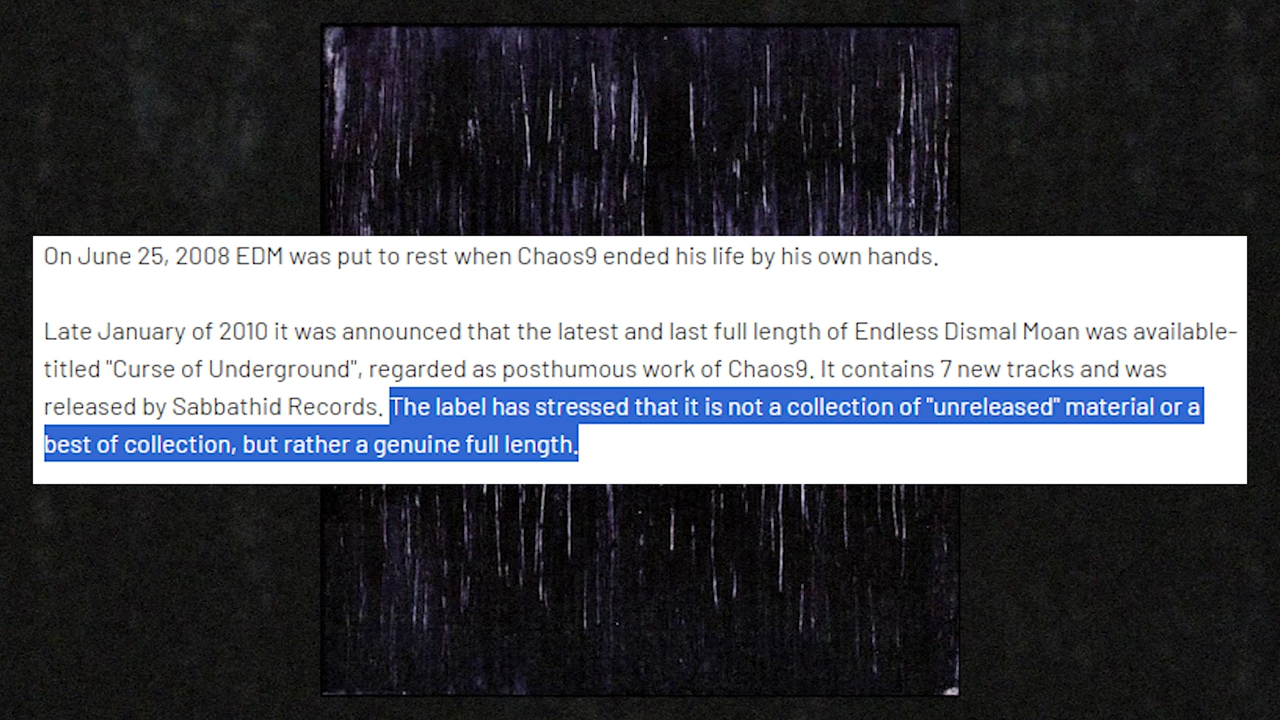 On June 25, 2008 EDM was put to rest when Chaos9 ended his life by his own hands.
Late January of 2010 it was announced that the latest and last full length of Endless Dismal Moan was available-
titled "Curse of Underground", regarded as posthumous work of Chaos9. It contains 7 new tracks and was
released by Sabbathid Records. The label has stressed that it is not a collection of "unreleased" material or a
best of collection, but rather a genuine full length.